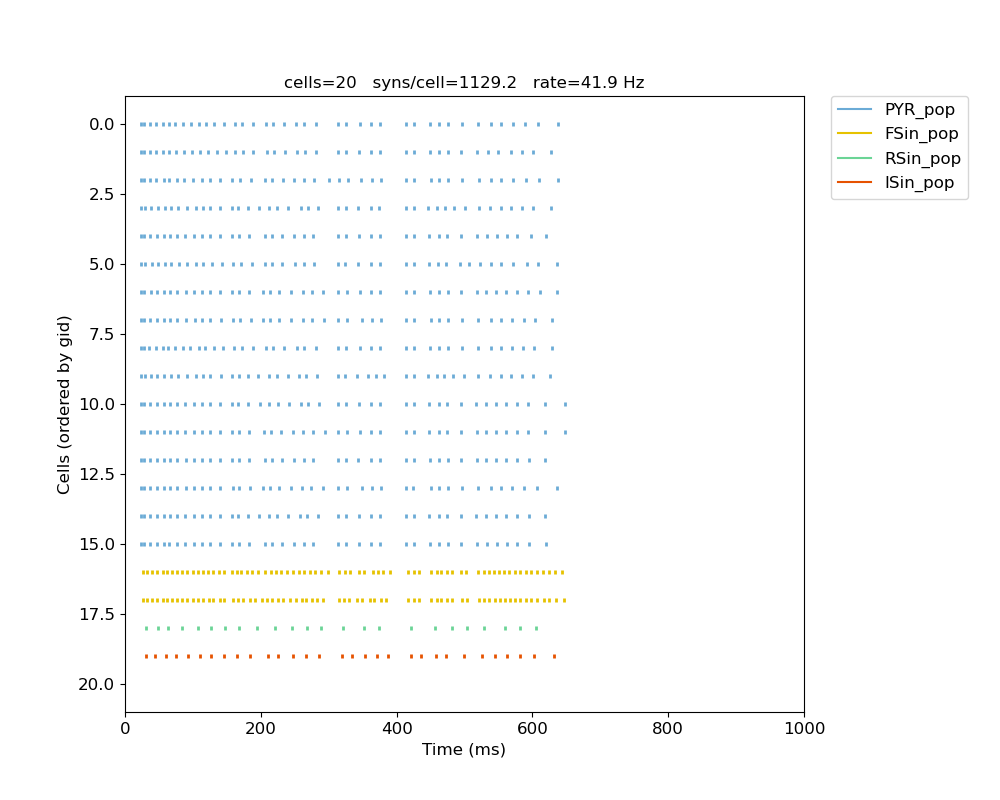 cells=20   syns/cell=1129.2   rate=41.9 Hz
PYR_pop
FSin_pop
RSin_pop
ISin_pop
Cells (ordered by gid)
0.0
2.5
5.0
7.5
10.0
12.5
15.0
17.5
20.0
0 200 400 600 800 1000
Time (ms)